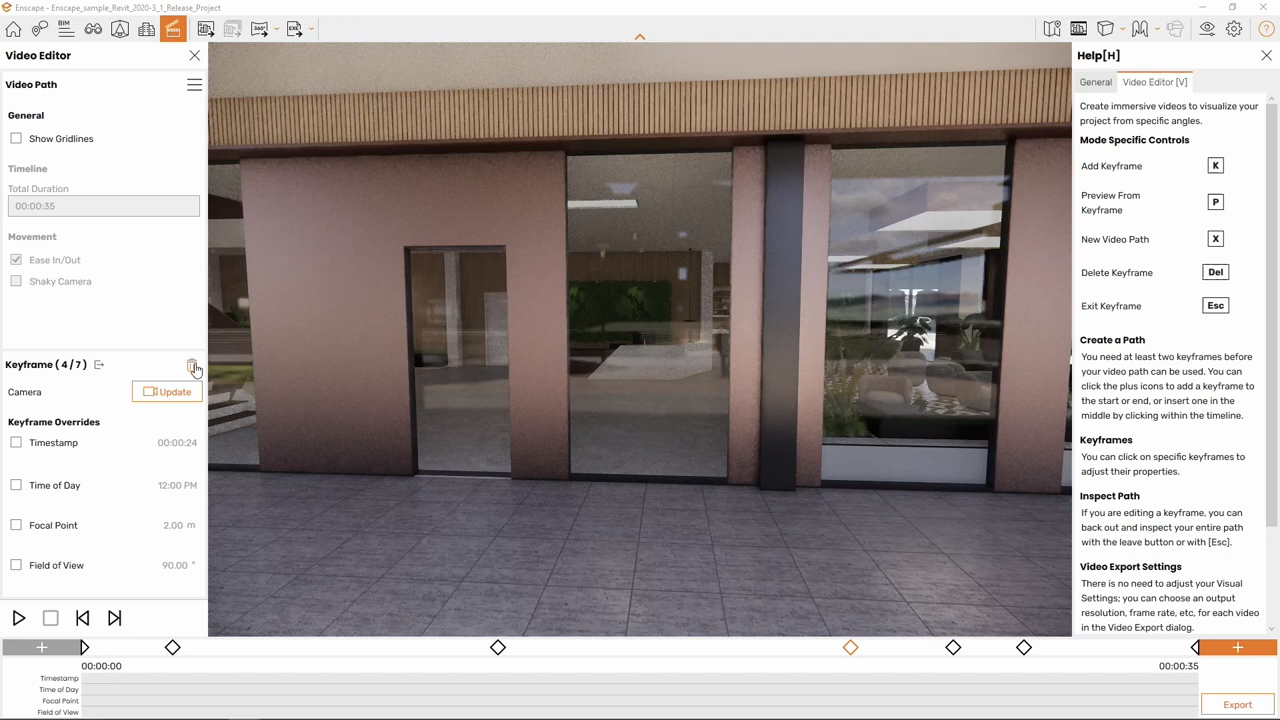 Enscape - Enscape_sample_Revit_2020-3_1_Release_Project
BIM
360°
EXE
Video Editor
Video Path
General
Show Gridlines
Timeline
Total Duration
00:00:35
Movement
Ease In/Out
Shaky Camera
Keyframe ( 4 / 7 )
Camera
Update
Keyframe Overrides
Timestamp 00:00:24
Time of Day 12:00 PM
Focal Point 2.00 m
Field of View 90.00 °
Help[H]
General Video Editor [V]
Create immersive videos to visualize your
project from specific angles.
Mode Specific Controls
Add Keyframe K
Preview From
Keyframe P
New Video Path X
Delete Keyframe Del
Exit Keyframe Esc
Create a Path
You need at least two keyframes before
your video path can be used. You can
click the plus icons to add a keyframe to
the start or end, or insert one in the
middle by clicking within the timeline.
Keyframes
You can click on specific keyframes to
adjust their properties.
Inspect Path
If you are editing a keyframe, you can
back out and inspect your entire path
with the leave button or with [Esc].
Video Export Settings
There is no need to adjust your Visual
Settings; you can choose an output
resolution, frame rate, etc, for each video
in the Video Export dialog.
00:00:00 00:00:35
Timestamp
Time of Day
Focal Point
Field of View
Export